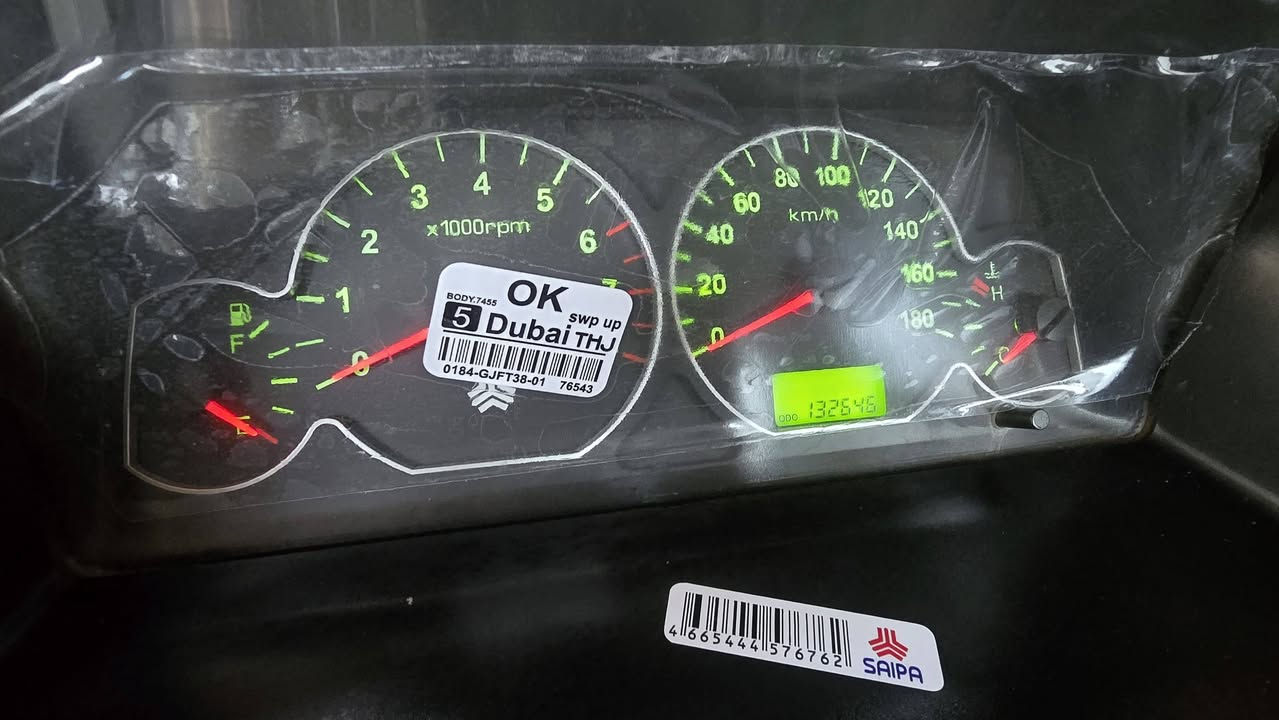 3
4
5
2
x1000rpm
6
1
7
0
F
BODY.7455
OK
5
swp up
Dubai THJ
0184-GJFT38-01
76543
80
100
60
120
km/h
40
140
20
160
H
180
0
ODO
132646
4665444576762
SAIPA